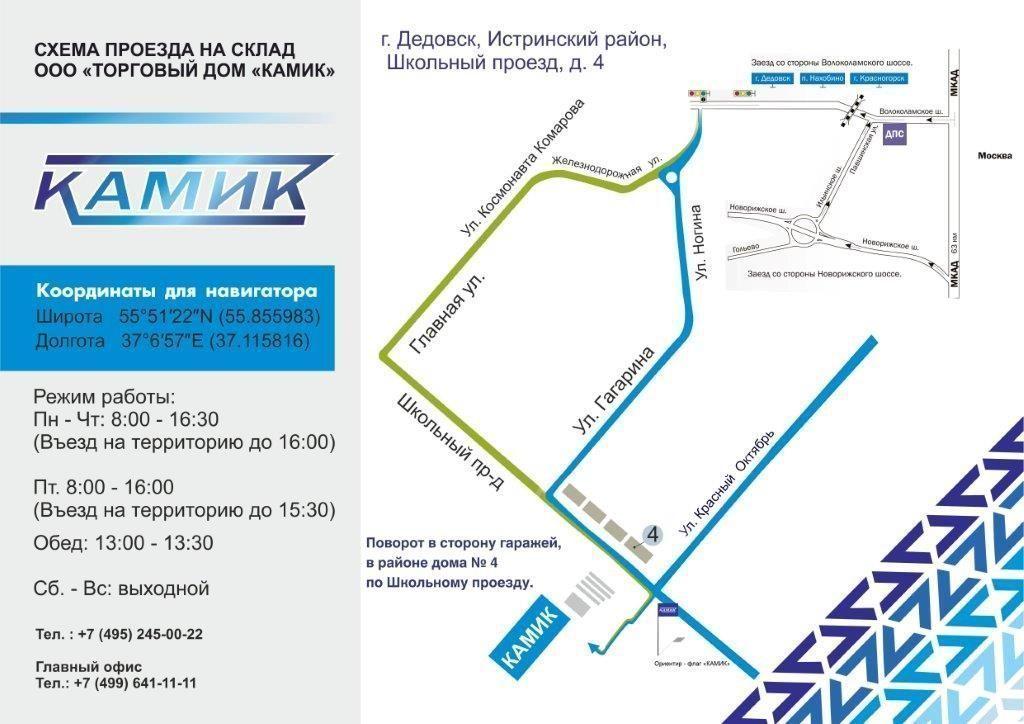 СХЕМА ПРОЕЗДА НА СКЛАД
ООО «ТОРГОВЫЙ ДОМ «КАМИК»
КАМИК
Координаты для навигатора
Широта 55°51′22″N (55.855983)
Долгота 37°6′57″E (37.115816)
Режим работы:
Пн - Чт: 8:00 - 16:30
(Въезд на территорию до 16:00)
Пт. 8:00 - 16:00
(Въезд на территорию до 15:30)
Обед: 13:00 - 13:30
Сб. - Вс: выходной
Тел. : +7 (495) 245-00-22
Главный офис
Тел.: +7 (499) 641-11-11
г. Дедовск, Истринский район,
Школьный проезд, д. 4
Заезд со стороны Волоколамского шоссе.
г. Дедовск
п. Нахобино
г. Красногорск
МКАД
Волоколамское ш.
ДПС
Павшинская ул.
Москва
Ильинское ш.
Новорижское ш.
Гольево
Новорижское ш.
63 км
МКАД
Заезд со стороны Новорижского шоссе.
Ул. Космонавта Комарова
Железнодорожная ул.
Ул. Ногина
Главная ул.
Ул. Гагарина
Школьный пр-д
Ул. Красный Октябрь
4
Поворот в сторону гаражей,
в районе дома № 4
по Школьному проезду.
КАМИК
КАМИК
Ориентир - флаг «КАМИК»